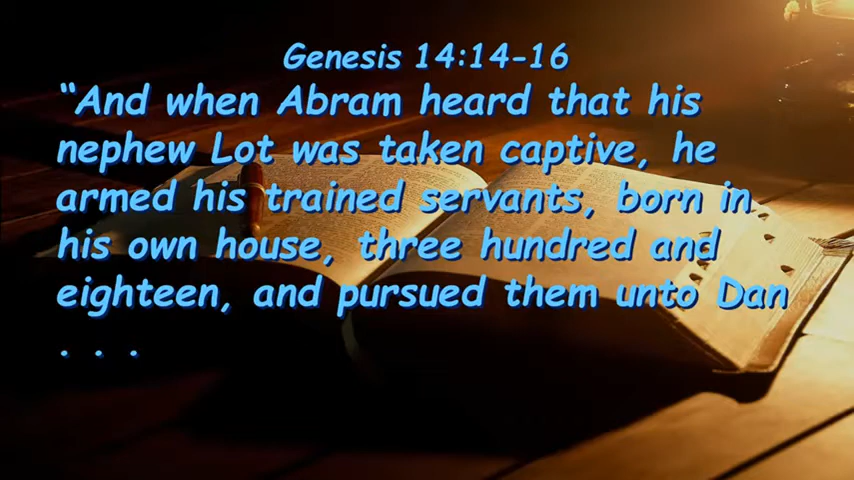 Genesis 14:14-16
“And when Abram heard that his
nephew Lot was taken captive, he
armed his trained servants, born in
his own house, three hundred and
eighteen, and pursued them unto Dan
. . .